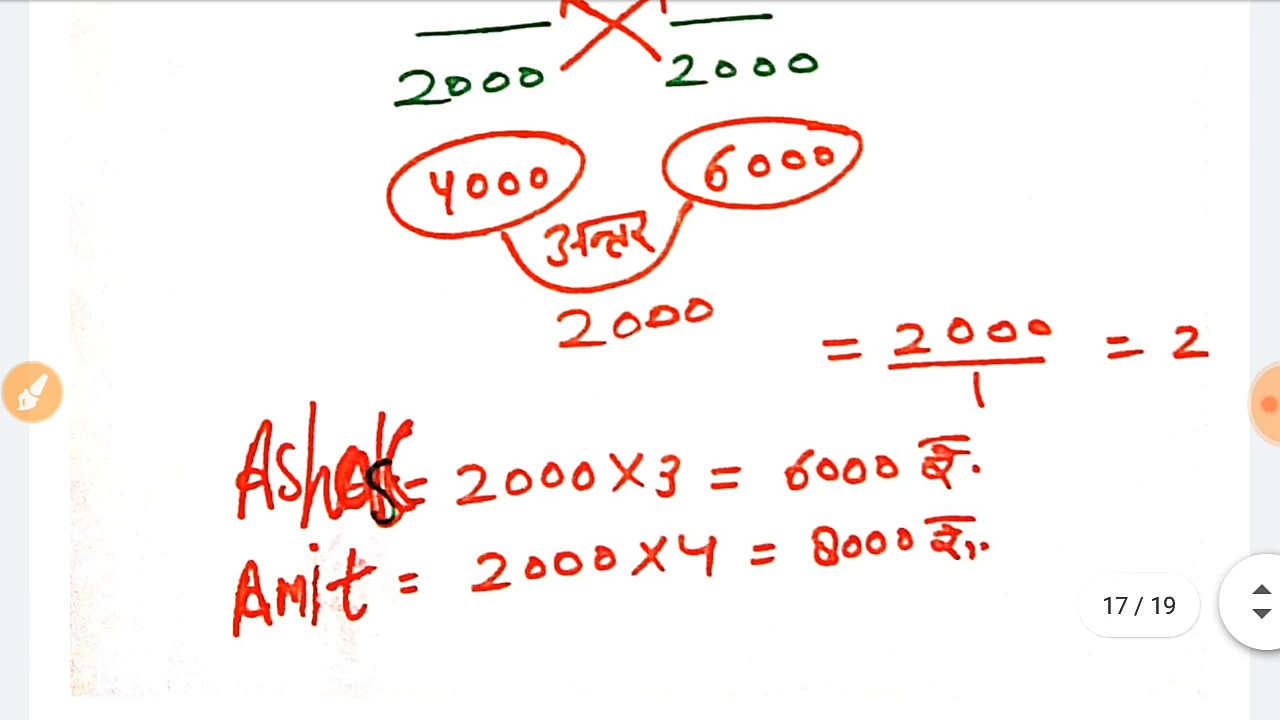 2000 2000
4000 6000
अन्तर
2000
= 2000/1 = 2
Ashok = 2000 × 3 = 6000 रु.
Amit = 2000 × 4 = 8000 रु.
17 / 19